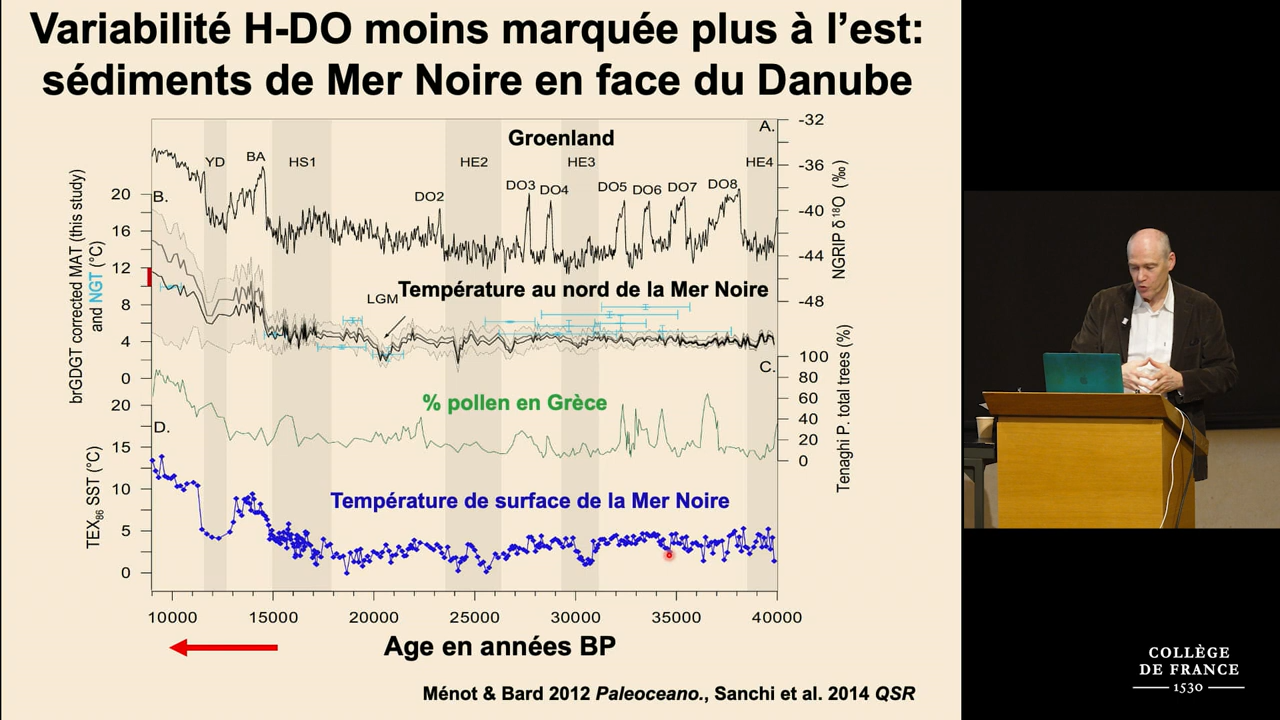 Variabilité H-DO moins marquée plus à l’est:
sédiments de Mer Noire en face du Danube
Groenland
A.
YD
BA
HS1
HE2
HE3
HE4
DO2
DO3
DO4
DO5
DO6
DO7
DO8
-32
-36
-40
-44
-48
NGRIP δ 18O (‰)
B.
20
16
12
8
4
0
brGDGT corrected MAT (this study)
and NGT (°C)
LGM
Température au nord de la Mer Noire
C.
100
80
60
40
20
0
Tenaghi P. total trees (%)
% pollen en Grèce
D.
20
15
10
5
0
TEX86 SST (°C)
Température de surface de la Mer Noire
10000 15000 20000 25000 30000 35000 40000
Age en années BP
Ménot & Bard 2012 Paleoceano., Sanchi et al. 2014 QSR
COLLÈGE
DE FRANCE
1530